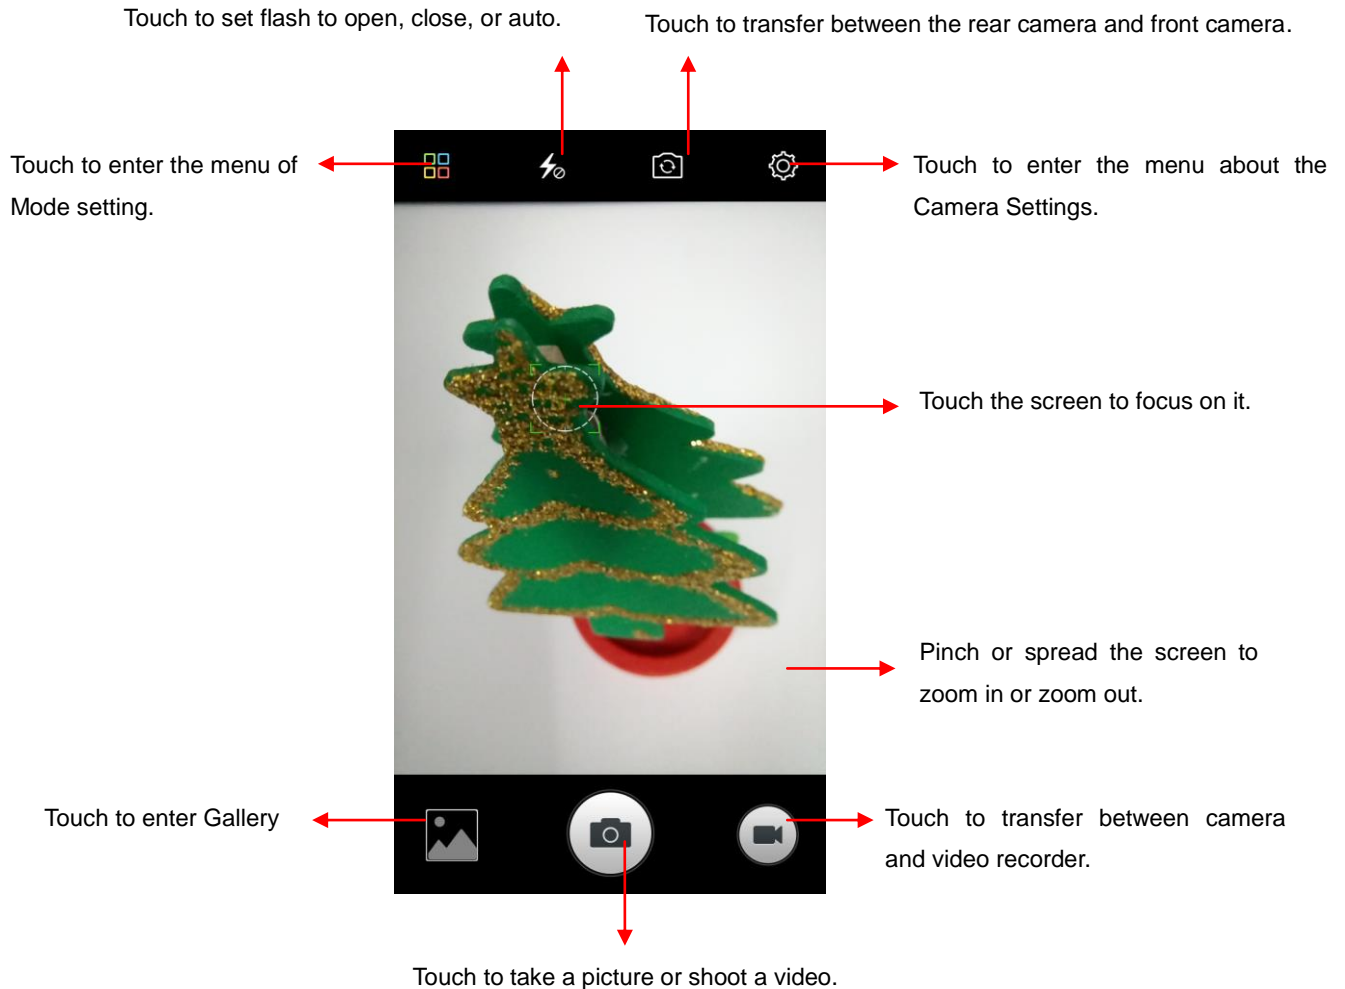 Touch to set flash to open, close, or auto.
Touch to transfer between the rear camera and front camera.
Touch to enter the menu of
Mode setting.
Touch to enter the menu about the
Camera Settings.
Touch the screen to focus on it.
Pinch or spread the screen to
zoom in or zoom out.
Touch to enter Gallery
Touch to transfer between camera
and video recorder.
Touch to take a picture or shoot a video.